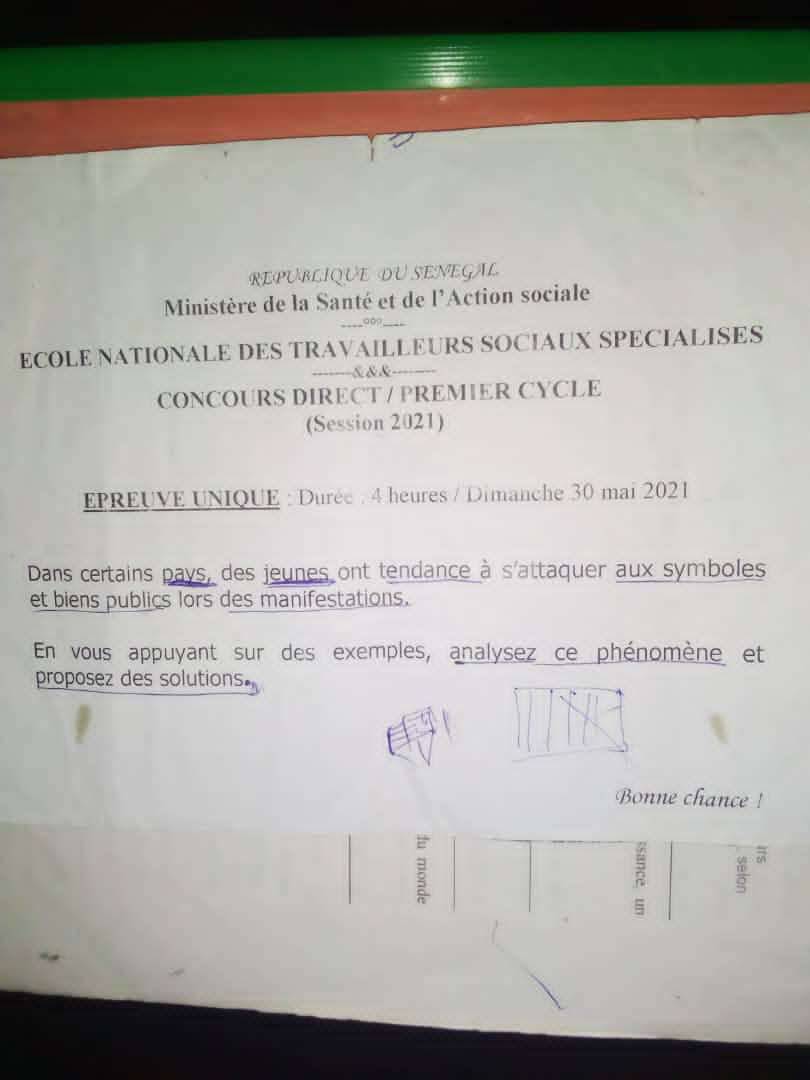 REPUBLIQUE DU SENEGAL
Ministère de la Santé et de l'Action sociale
----°°°----
ECOLE NATIONALE DES TRAVAILLEURS SOCIAUX SPECIALISES
--------&&&--------
CONCOURS DIRECT / PREMIER CYCLE
(Session 2021)
EPREUVE UNIQUE : Durée : 4 heures / Dimanche 30 mai 2021
Dans certains pays, des jeunes ont tendance à s'attaquer aux symboles
et biens publics lors des manifestations.
En vous appuyant sur des exemples, analysez ce phénomène et
proposez des solutions.
Bonne chance !
du monde
ssance, un
selon